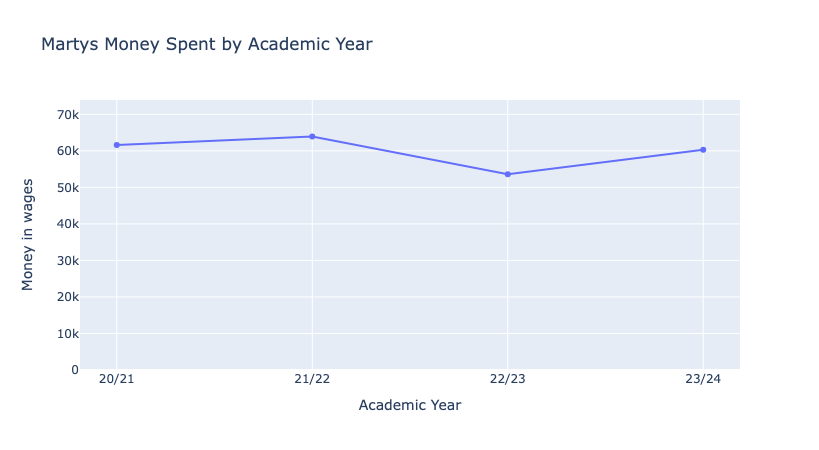 Martys Money Spent by Academic Year
70k
60k
50k
40k
30k
20k
10k
0
Money in wages
20/21 21/22 22/23 23/24
Academic Year